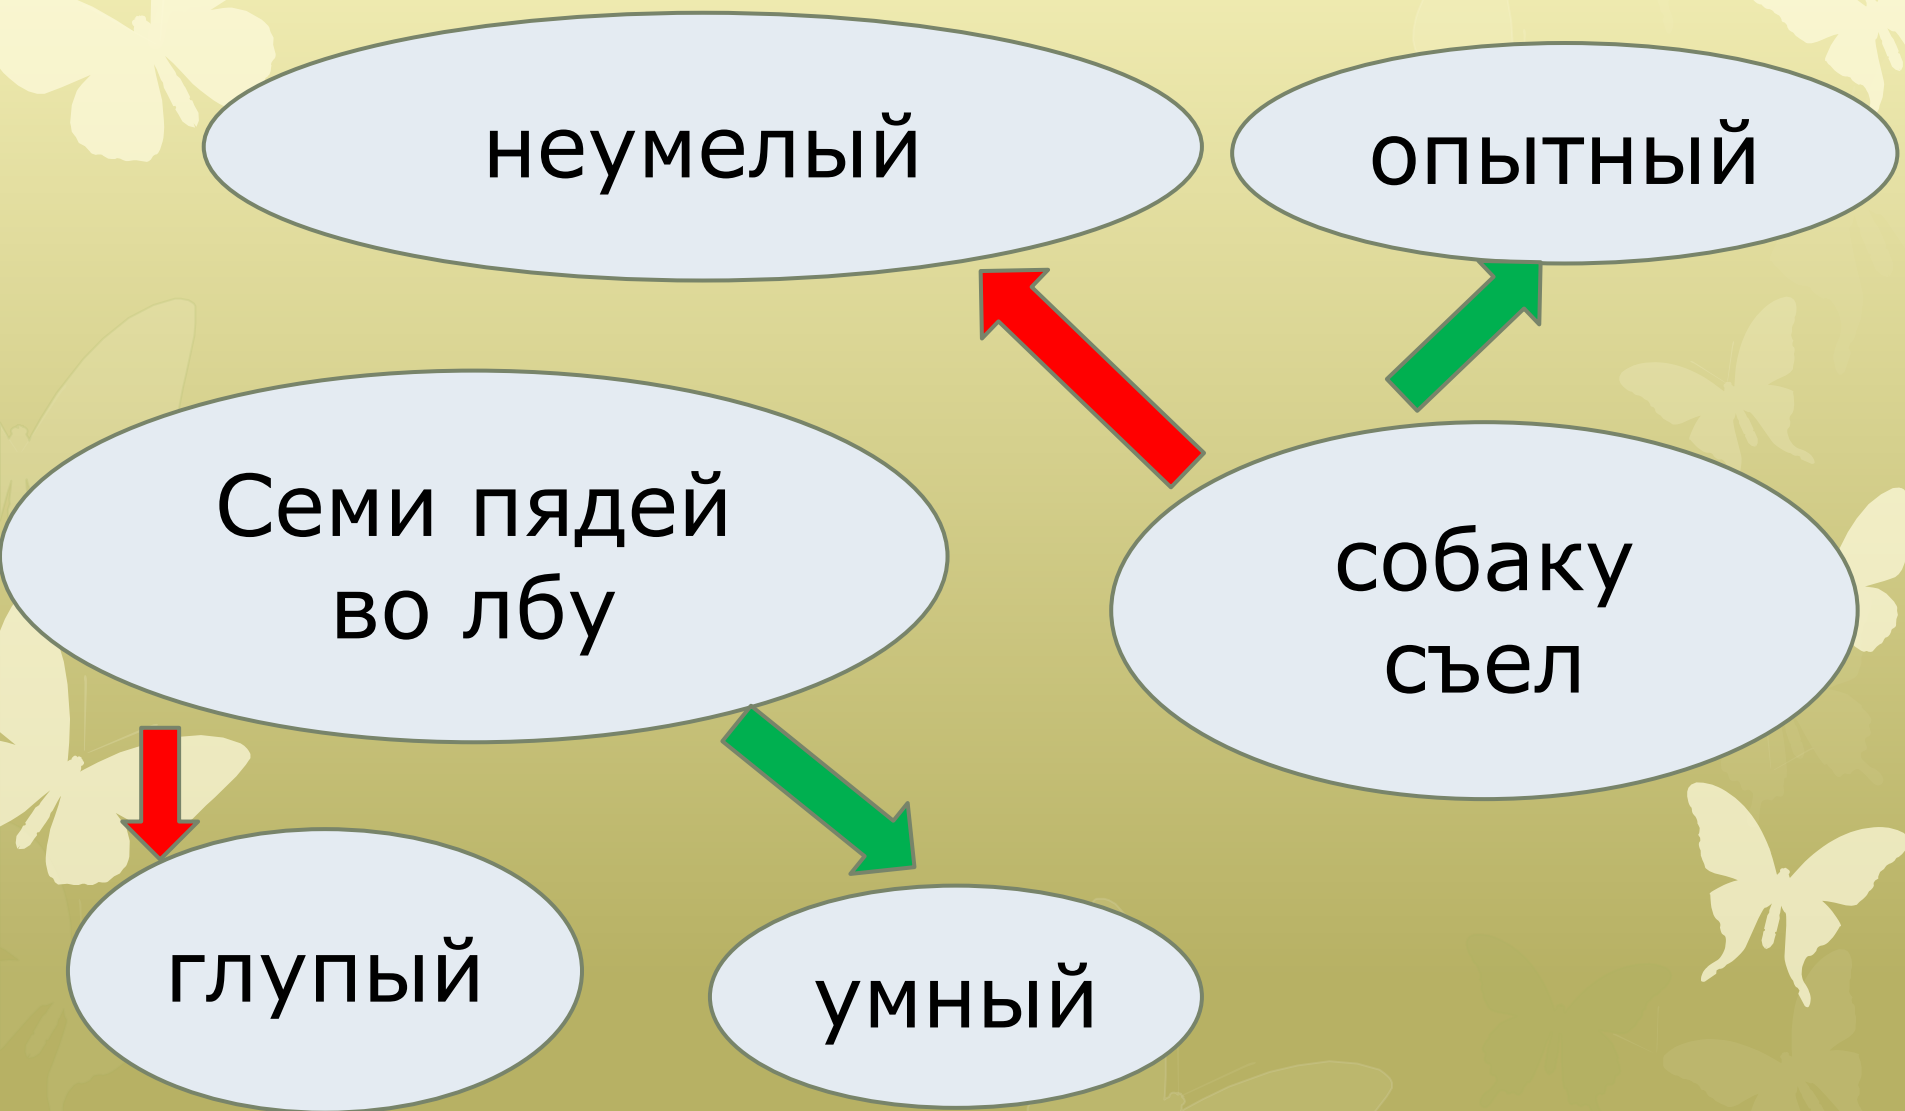 неумелый
опытный
Семи пядей
во лбу
собаку
съел
глупый
умный